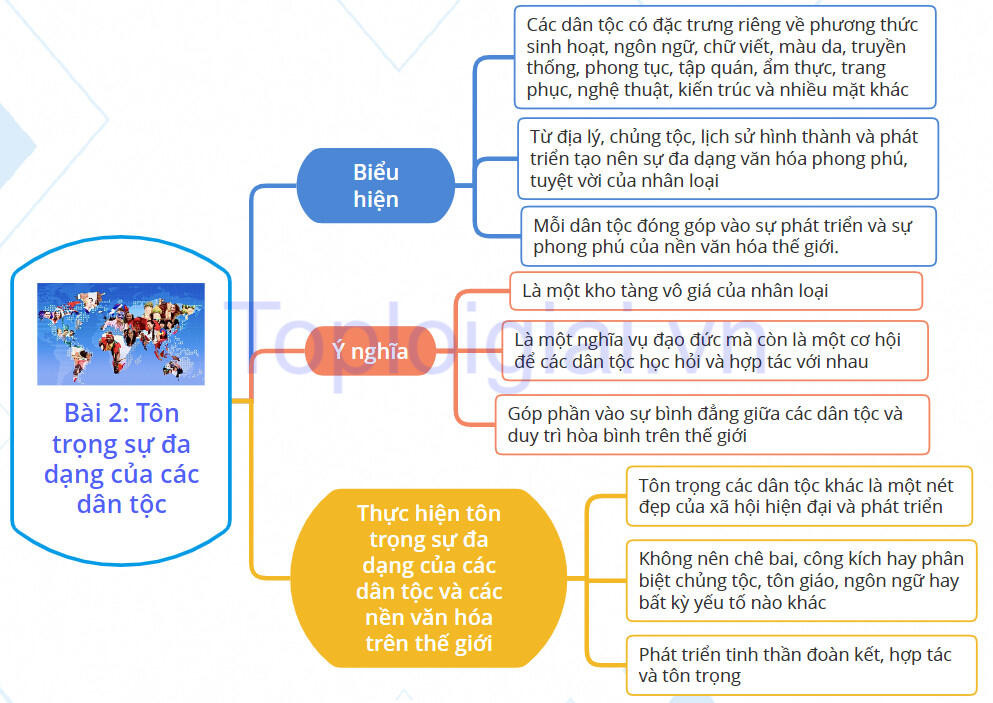 Các dân tộc có đặc trưng riêng về phương thức
sinh hoạt, ngôn ngữ, chữ viết, màu da, truyền
thống, phong tục, tập quán, ẩm thực, trang
phục, nghệ thuật, kiến trúc và nhiều mặt khác
Biểu
hiện
Từ địa lý, chủng tộc, lịch sử hình thành và phát
triển tạo nên sự đa dạng văn hóa phong phú,
tuyệt vời của nhân loại
Mỗi dân tộc đóng góp vào sự phát triển và sự
phong phú của nền văn hóa thế giới.
Bài 2: Tôn
trọng sự đa
dạng của các
dân tộc
Toploigiai.vn
Ý nghĩa
Là một kho tàng vô giá của nhân loại
Là một nghĩa vụ đạo đức mà còn là một cơ hội
để các dân tộc học hỏi và hợp tác với nhau
Góp phần vào sự bình đẳng giữa các dân tộc và
duy trì hòa bình trên thế giới
Thực hiện tôn
trọng sự đa
dạng của các
dân tộc và các
nền văn hóa
trên thế giới
Tôn trọng các dân tộc khác là một nét
đẹp của xã hội hiện đại và phát triển
Không nên chê bai, công kích hay phân
biệt chủng tộc, tôn giáo, ngôn ngữ hay
bất kỳ yếu tố nào khác
Phát triển tinh thần đoàn kết, hợp tác
và tôn trọng